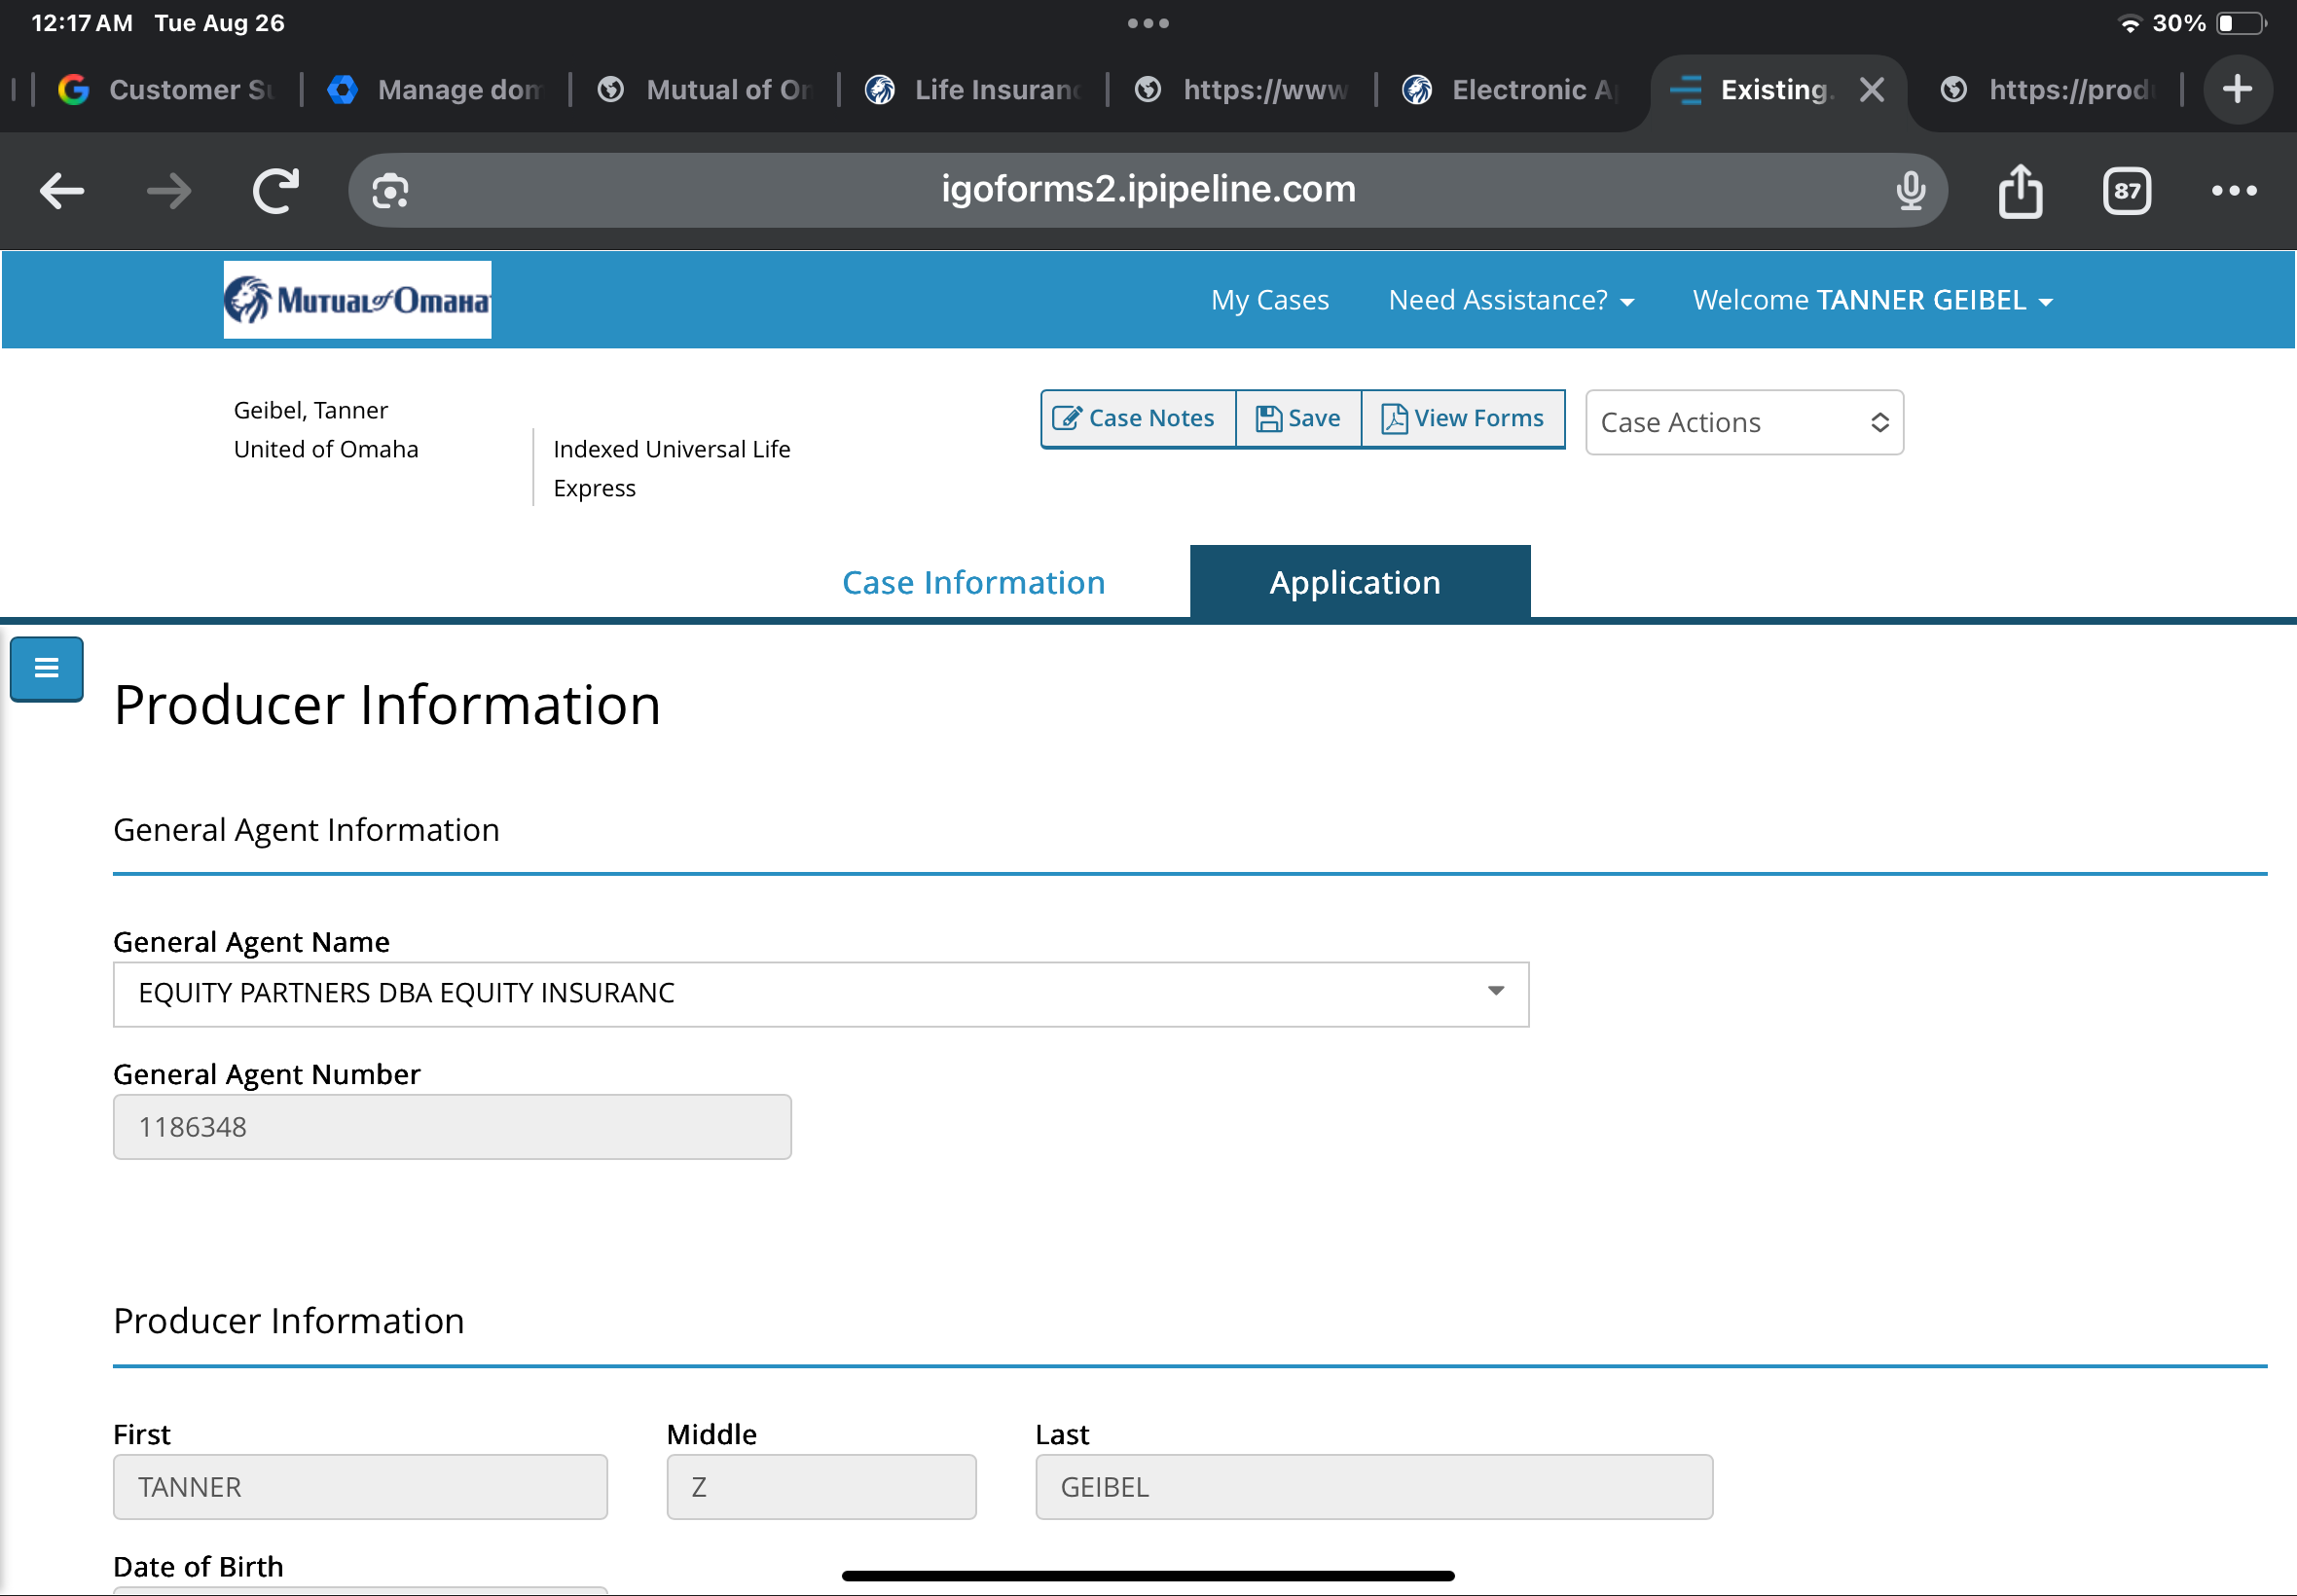 12:17 AM Tue Aug 26
30%
Customer Su
Manage dom
Mutual of Om
Life Insuranc
https://www
Electronic A
Existing.
https://prod
igoforms2.ipipeline.com
87
Mutual of Omaha
My Cases
Need Assistance?
Welcome TANNER GEIBEL
Geibel, Tanner
United of Omaha
Indexed Universal Life
Express
Case Notes
Save
View Forms
Case Actions
Case Information
Application
Producer Information
General Agent Information
General Agent Name
EQUITY PARTNERS DBA EQUITY INSURANC
General Agent Number
1186348
Producer Information
First
Middle
Last
TANNER
Z
GEIBEL
Date of Birth